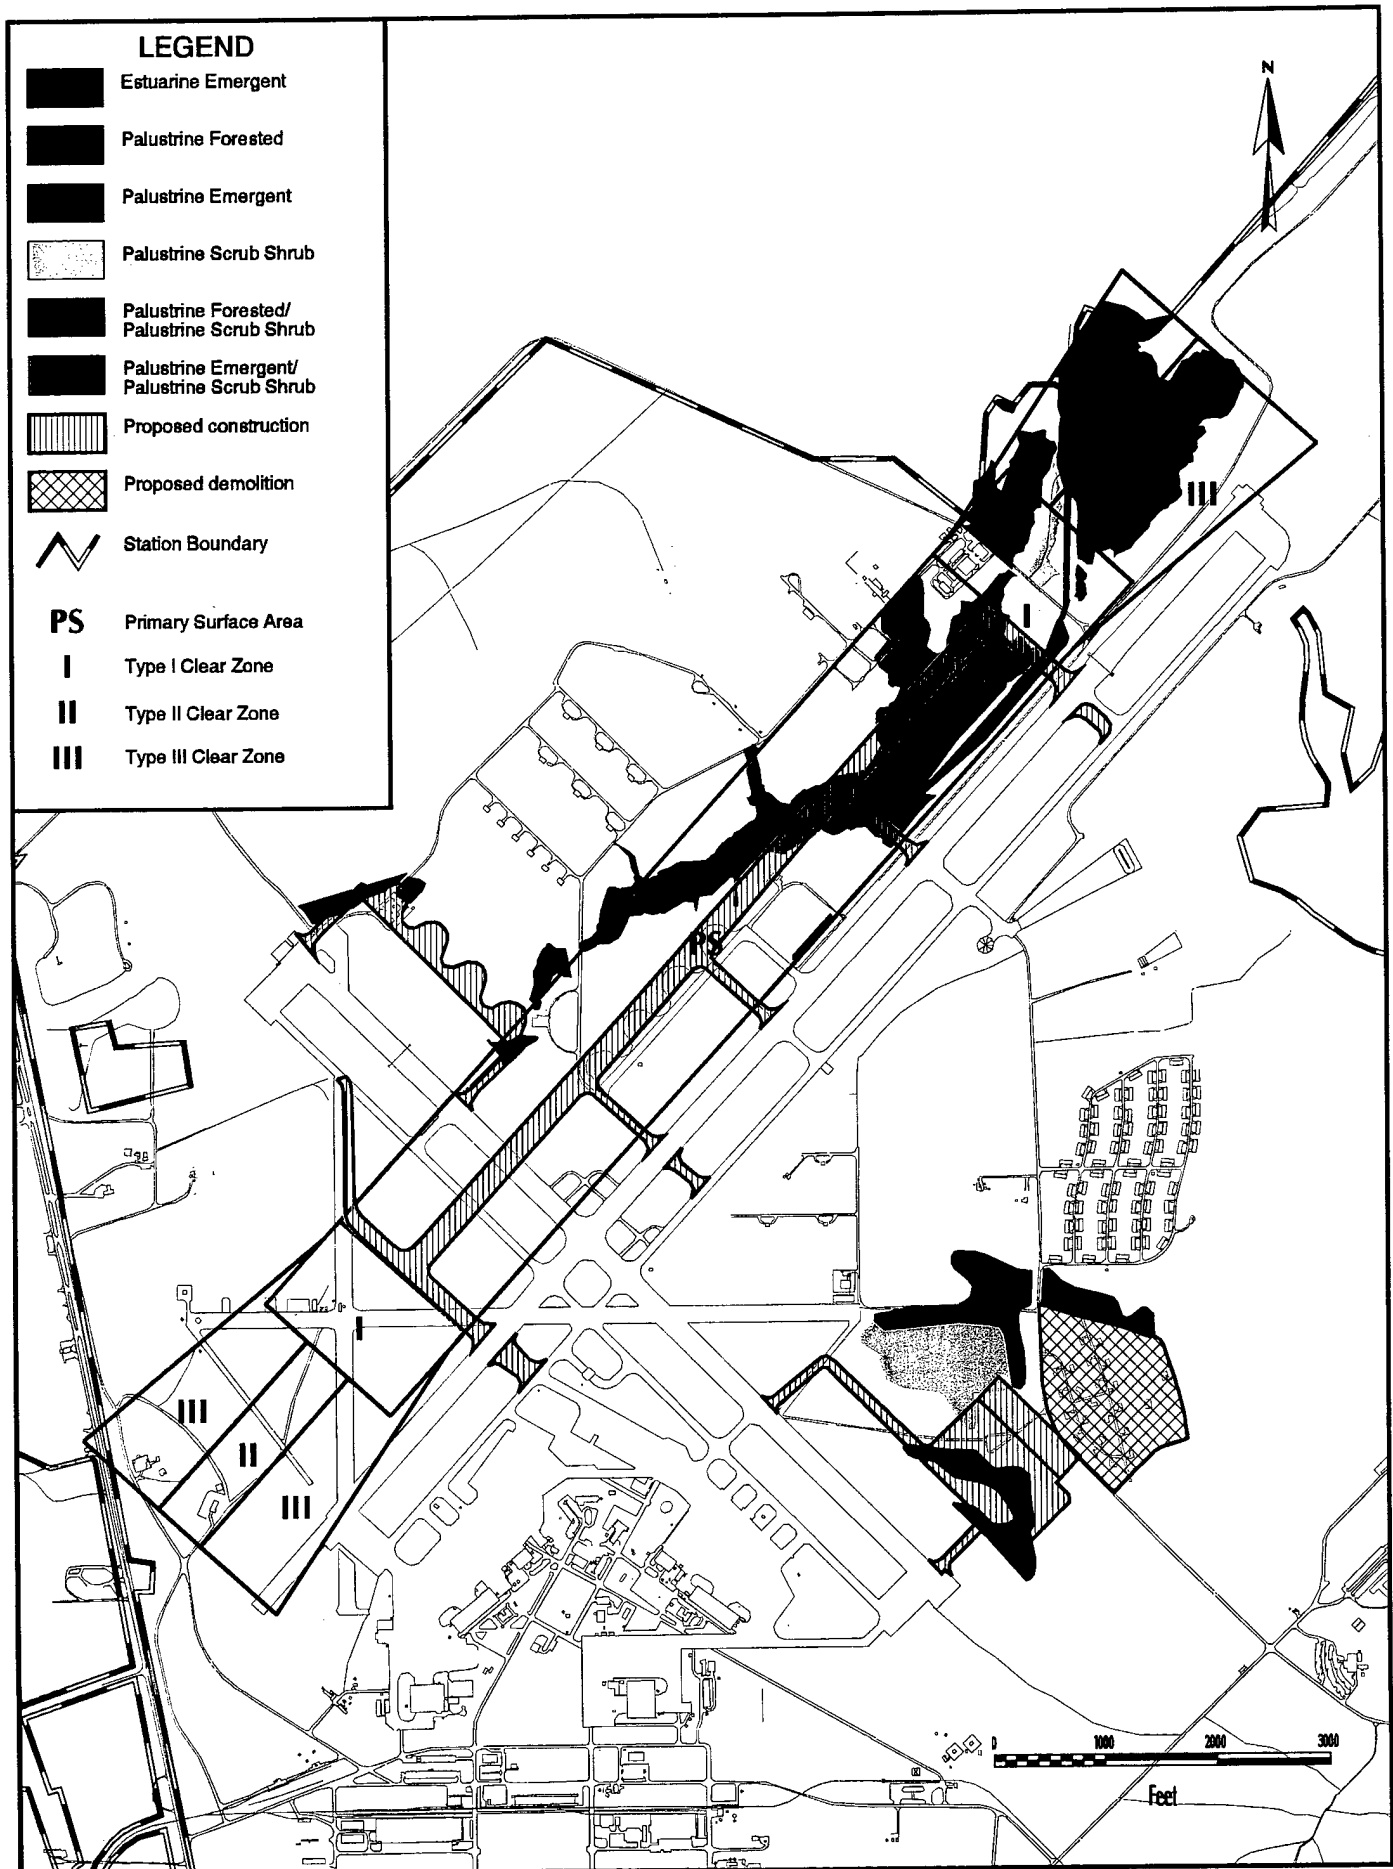 LEGEND
Estuarine Emergent
Palustrine Forested
Palustrine Emergent
Palustrine Scrub Shrub
Palustrine Forested/
Palustrine Scrub Shrub
Palustrine Emergent/
Palustrine Scrub Shrub
Proposed construction
Proposed demolition
Station Boundary
PS Primary Surface Area
I Type I Clear Zone
II Type II Clear Zone
III Type III Clear Zone
N
III
I
PS
I
III
II
III
0 1000 2000 3000
Feet